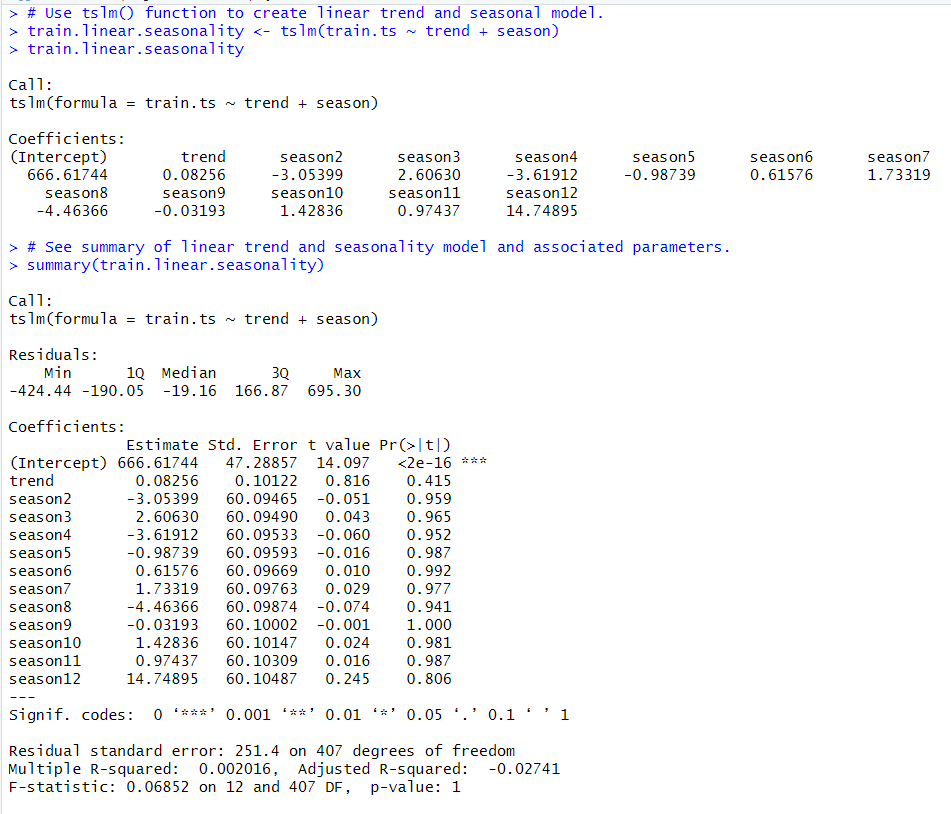 > # Use tslm() function to create linear trend and seasonal model.
> train.linear.seasonality <- tslm(train.ts ~ trend + season)
> train.linear.seasonality
Call:
tslm(formula = train.ts ~ trend + season)
Coefficients:
(Intercept) trend season2 season3 season4 season5 season6 season7
666.61744 0.08256 -3.05399 2.60630 -3.61912 -0.98739 0.61576 1.73319
season8 season9 season10 season11 season12
-4.46366 -0.03193 1.42836 0.97437 14.74895
> # See summary of linear trend and seasonality model and associated parameters.
> summary(train.linear.seasonality)
Call:
tslm(formula = train.ts ~ trend + season)
Residuals:
Min 1Q Median 3Q Max
-424.44 -190.05 -19.16 166.87 695.30
Coefficients:
Estimate Std. Error t value Pr(>|t|)
(Intercept) 666.61744 47.28857 14.097 <2e-16 ***
trend 0.08256 0.10122 0.816 0.415
season2 -3.05399 60.09465 -0.051 0.959
season3 2.60630 60.09490 0.043 0.965
season4 -3.61912 60.09533 -0.060 0.952
season5 -0.98739 60.09593 -0.016 0.987
season6 0.61576 60.09669 0.010 0.992
season7 1.73319 60.09763 0.029 0.977
season8 -4.46366 60.09874 -0.074 0.941
season9 -0.03193 60.10002 -0.001 1.000
season10 1.42836 60.10147 0.024 0.981
season11 0.97437 60.10309 0.016 0.987
season12 14.74895 60.10487 0.245 0.806
---
Signif. codes: 0 ‘***’ 0.001 ‘**’ 0.01 ‘*’ 0.05 ‘.’ 0.1 ‘ ’ 1
Residual standard error: 251.4 on 407 degrees of freedom
Multiple R-squared: 0.002016, Adjusted R-squared: -0.02741
F-statistic: 0.06852 on 12 and 407 DF, p-value: 1